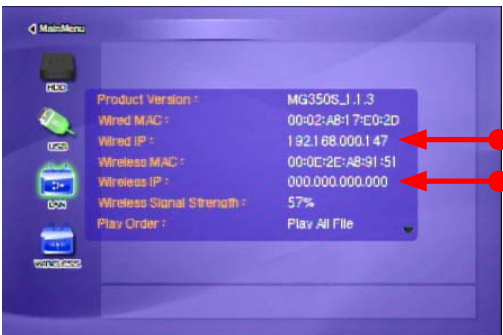 MainMenu
HDD
USB
LAN
WIRELESS
Product Version : MG350S_1.1.3
Wired MAC : 00:02:A8:17:E0:2D
Wired IP : 192.168.000.147
Wireless MAC : 00:0E:2E:A8:91:51
Wireless IP : 000.000.000.000
Wireless Signal Strength : 57%
Play Order : Play All File